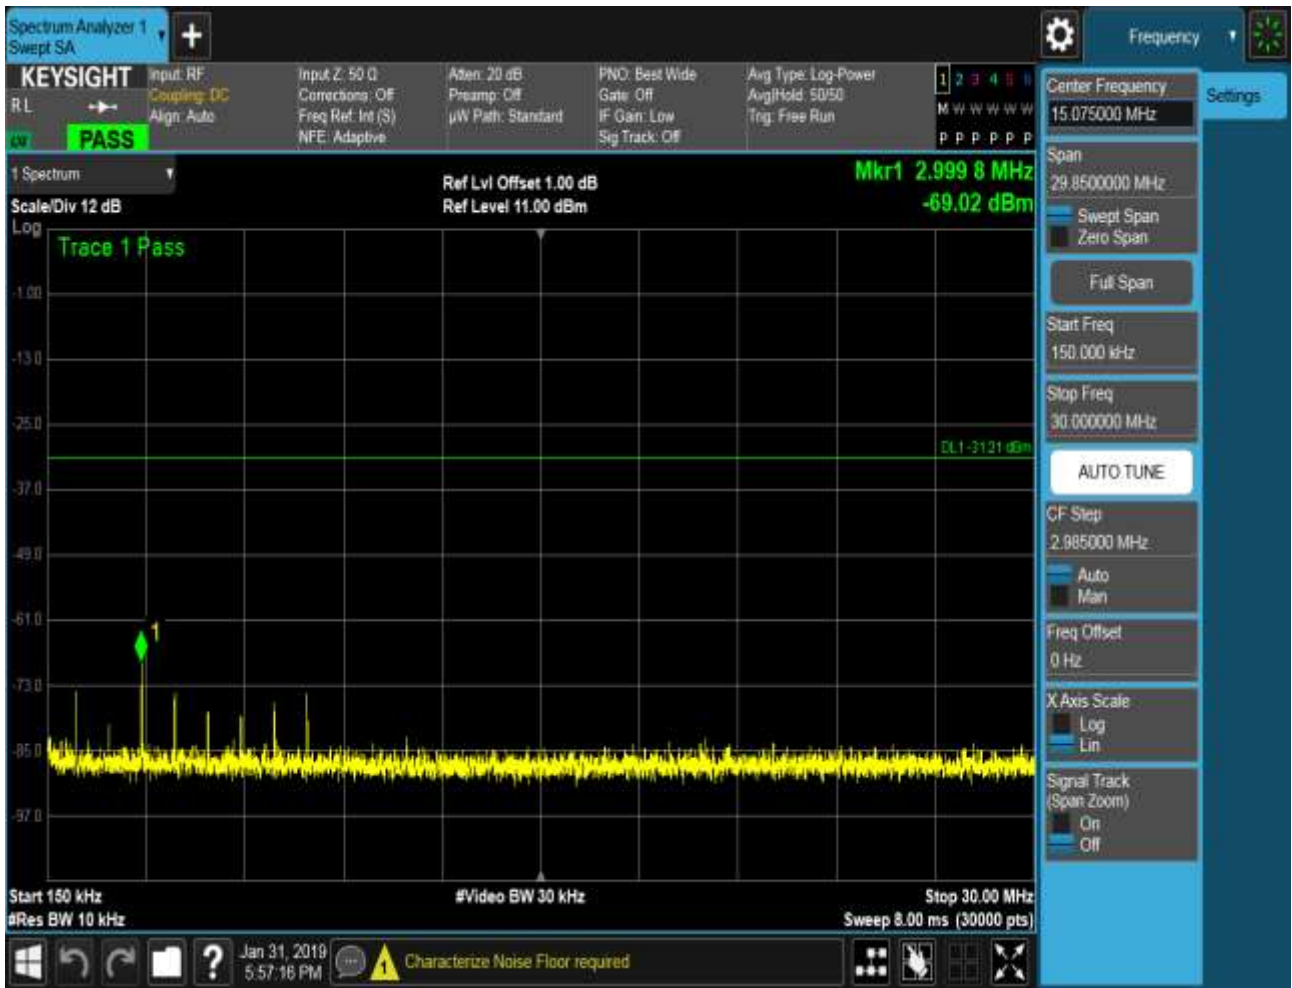 Spectrum Analyzer 1
Swept SA
Frequency
KEYSIGHT
R L
PASS
Input: RF
Coupling: DC
Align: Auto
Input Z: 50 Ω
Corrections: Off
Freq Ref: Int (S)
NFE: Adaptive
Atten: 20 dB
Preamp: Off
µW Path: Standard
PNO: Best Wide
Gate: Off
IF Gain: Low
Sig Track: Off
Avg Type: Log-Power
Avg|Hold: 50/50
Trig: Free Run
1 2 3 4 5 6
M W W W W W
P P P P P P
1 Spectrum
Scale/Div 12 dB
Ref Lvl Offset 1.00 dB
Ref Level 11.00 dBm
Mkr1 2.999 8 MHz
-69.02 dBm
Log
Trace 1 Pass
-1.00
-13.0
-25.0
DL1 -31.21 dBm
-37.0
-49.0
-61.0
1
-73.0
-85.0
-97.0
Start 150 kHz
#Res BW 10 kHz
#Video BW 30 kHz
Stop 30.00 MHz
Sweep 8.00 ms (30000 pts)
Center Frequency
15.075000 MHz
Settings
Span
29.8500000 MHz
Swept Span
Zero Span
Full Span
Start Freq
150.000 kHz
Stop Freq
30.000000 MHz
AUTO TUNE
CF Step
2.985000 MHz
Auto
Man
Freq Offset
0 Hz
X Axis Scale
Log
Lin
Signal Track
(Span Zoom)
On
Off
?
Jan 31, 2019
5:57:16 PM
1
Characterize Noise Floor required